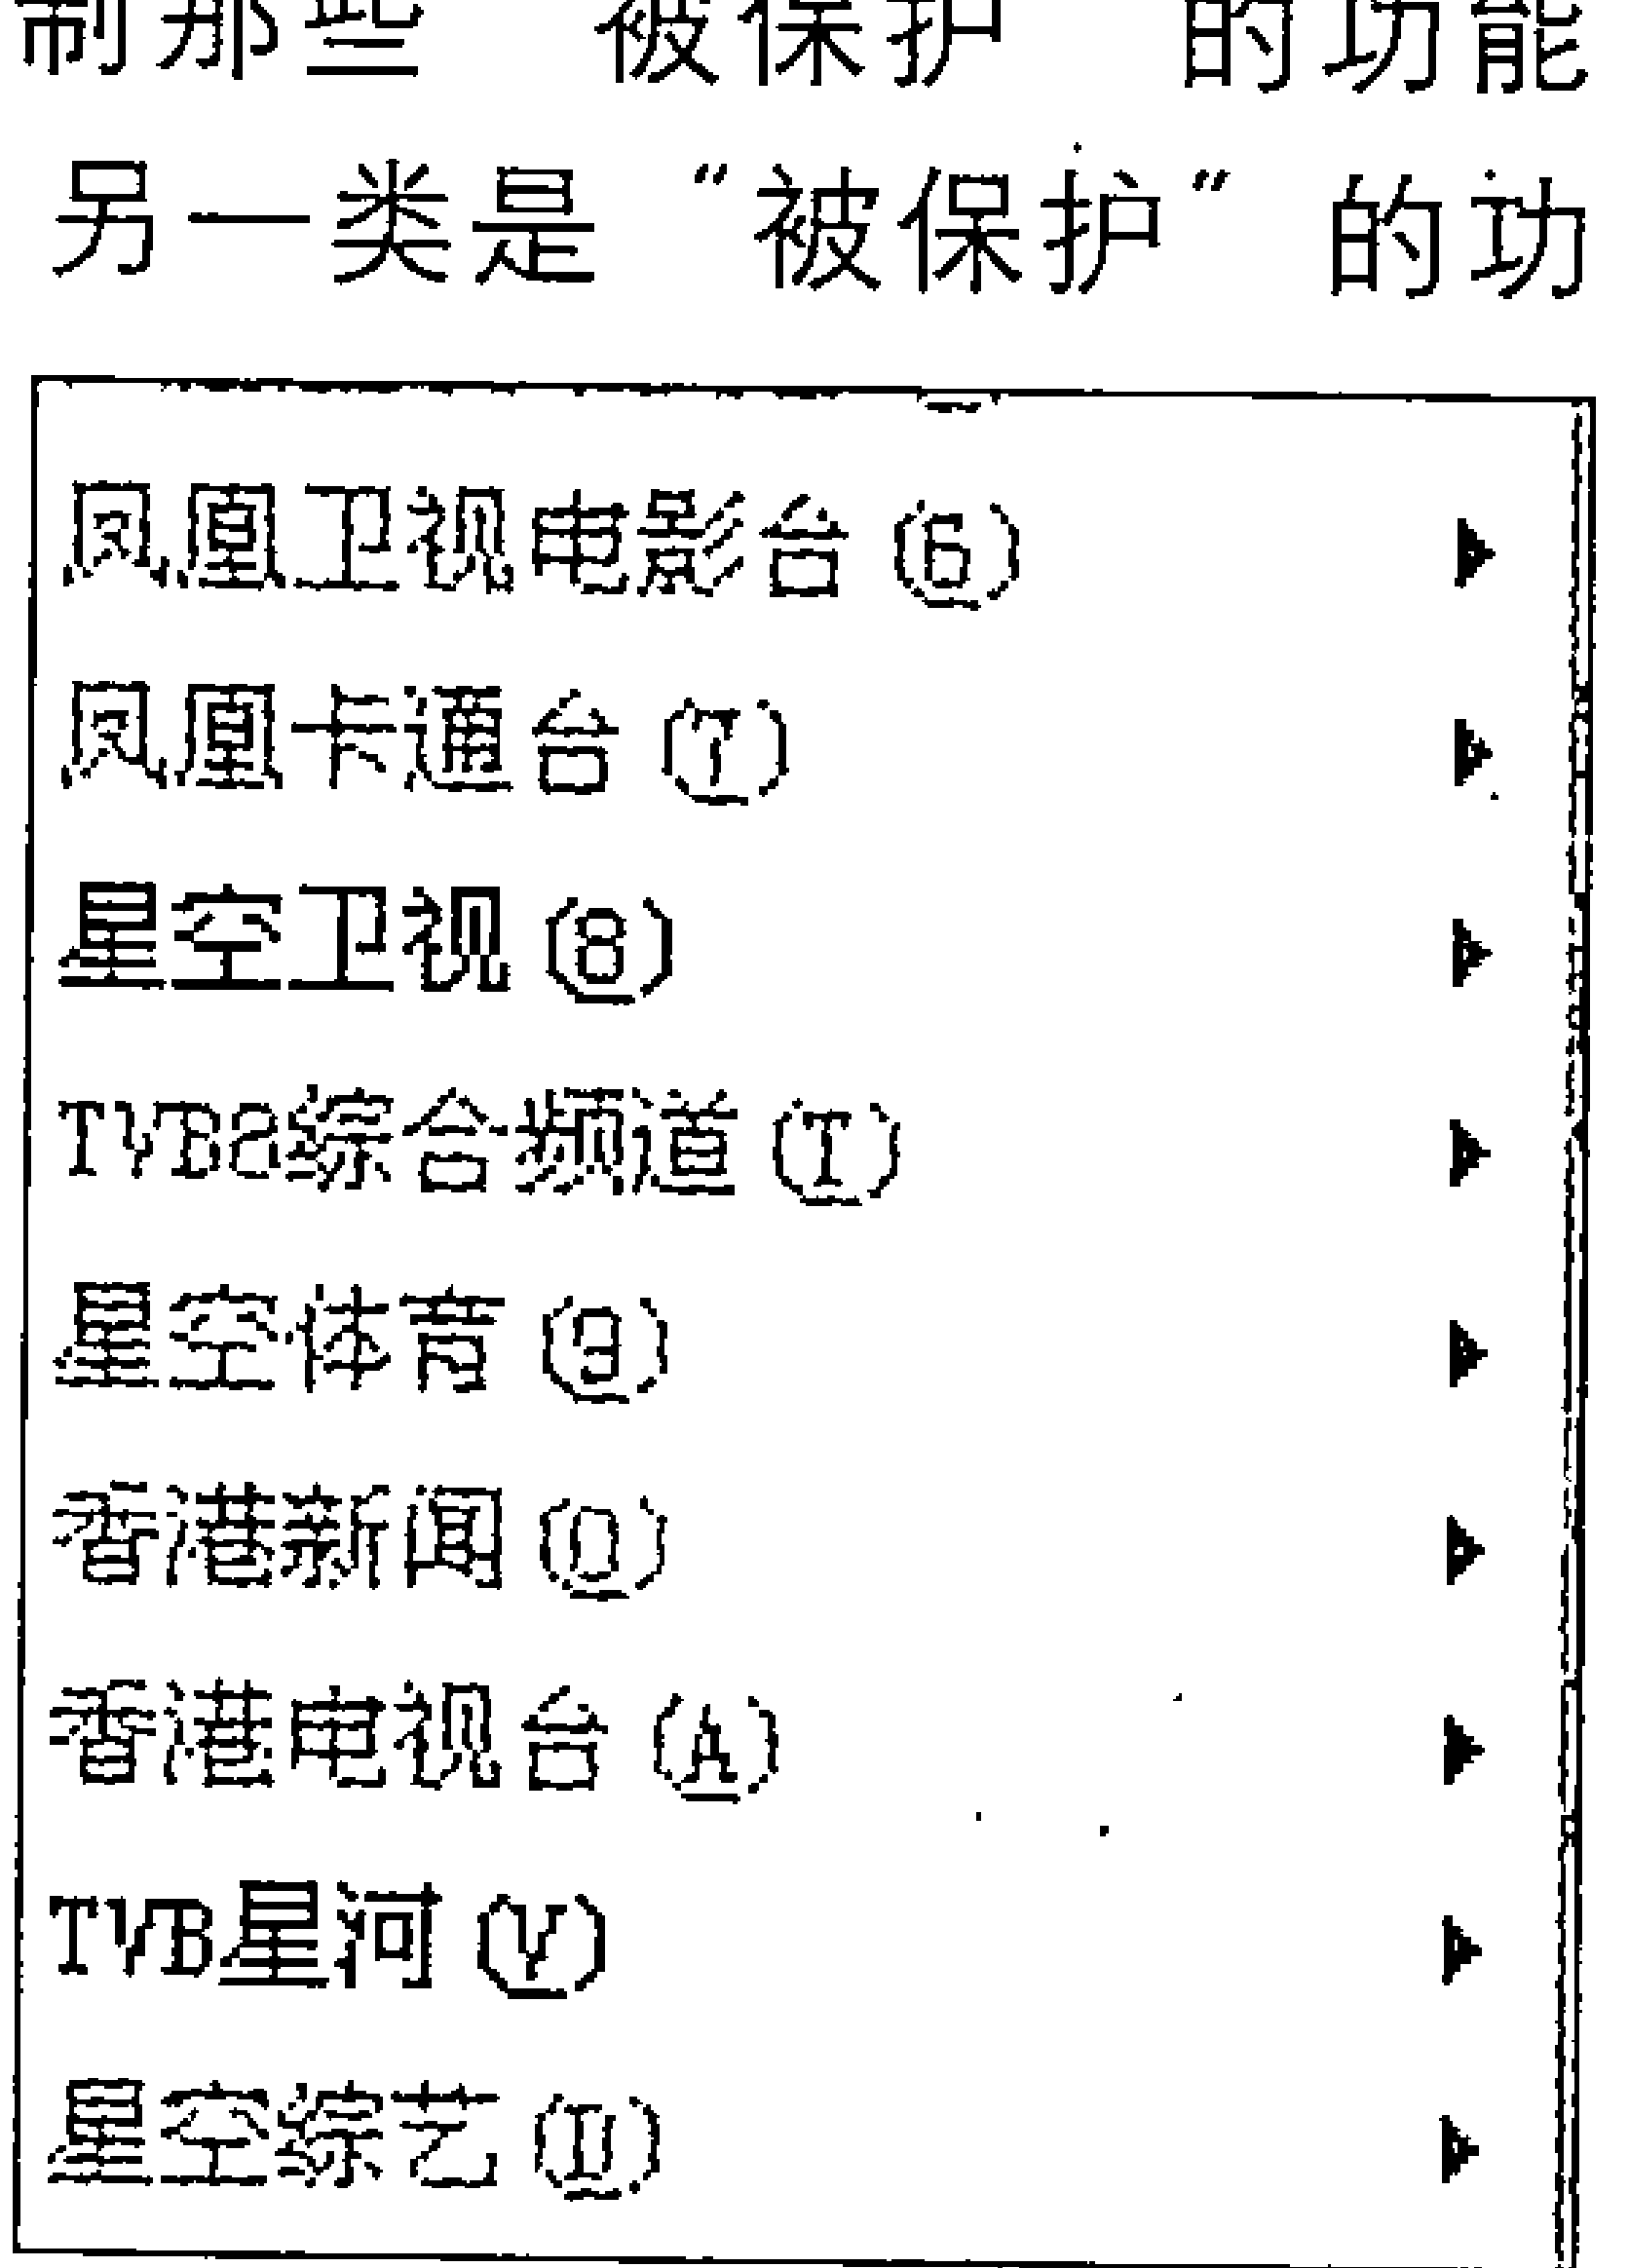 制那些 被保护 的功能
另一类是“被保护”的功
凤凰卫视电影台(6)
凤凰卡通台(7)
星空卫视(8)
TVBS综合频道(T)
星空体育(3)
香港新闻(0)
香港电视台(A)
TVB星河(V)
星空综艺(U)